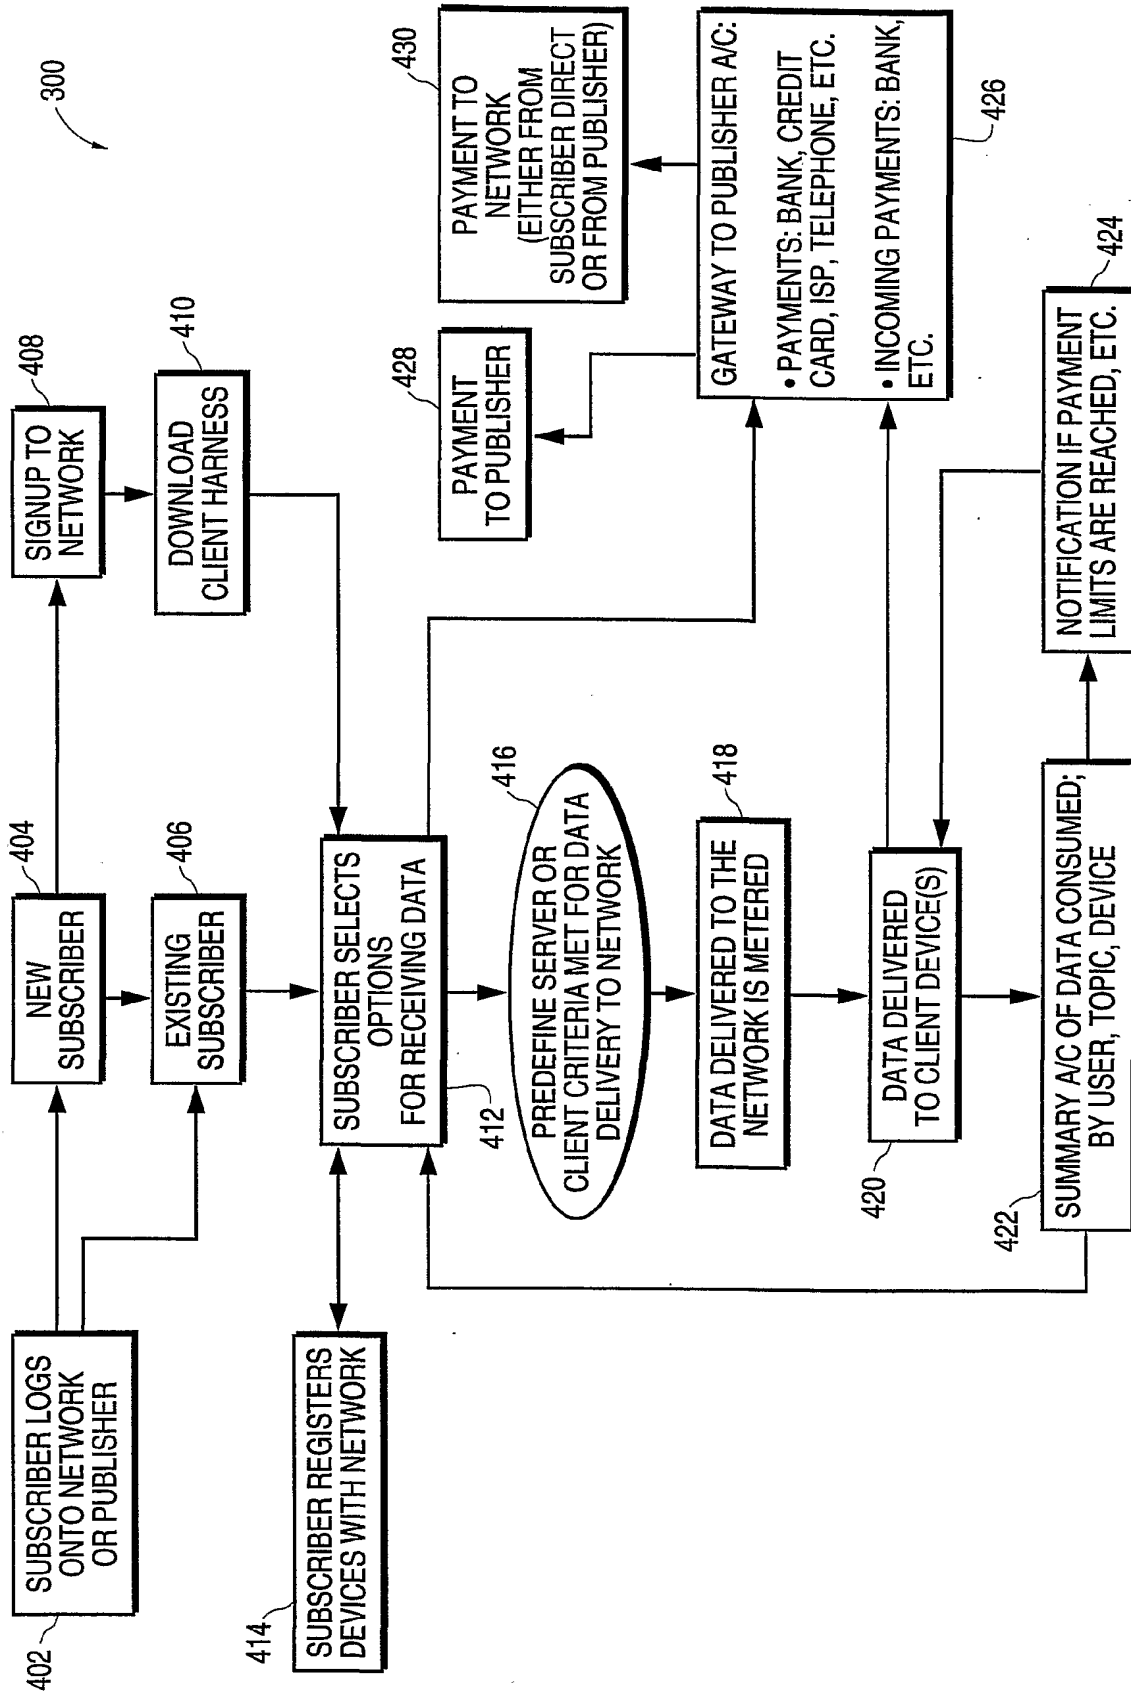 300
402
SUBSCRIBER LOGS
ONTO NETWORK
OR PUBLISHER
404
NEW
SUBSCRIBER
406
EXISTING
SUBSCRIBER
408
SIGNUP TO
NETWORK
410
DOWNLOAD
CLIENT HARNESS
414
SUBSCRIBER REGISTERS
DEVICES WITH NETWORK
SUBSCRIBER SELECTS
OPTIONS
FOR RECEIVING DATA
412
416
PREDEFINE SERVER OR
CLIENT CRITERIA MET FOR DATA
DELIVERY TO NETWORK
418
DATA DELIVERED TO THE
NETWORK IS METERED
420
DATA DELIVERED
TO CLIENT DEVICE(S)
422
SUMMARY A/C OF DATA CONSUMED;
BY USER, TOPIC, DEVICE
424
NOTIFICATION IF PAYMENT
LIMITS ARE REACHED, ETC.
428
PAYMENT
TO PUBLISHER
430
PAYMENT TO
NETWORK
(EITHER FROM
SUBSCRIBER DIRECT
OR FROM PUBLISHER)
GATEWAY TO PUBLISHER A/C:
• PAYMENTS: BANK, CREDIT
CARD, ISP, TELEPHONE, ETC.
• INCOMING PAYMENTS: BANK,
ETC.
426